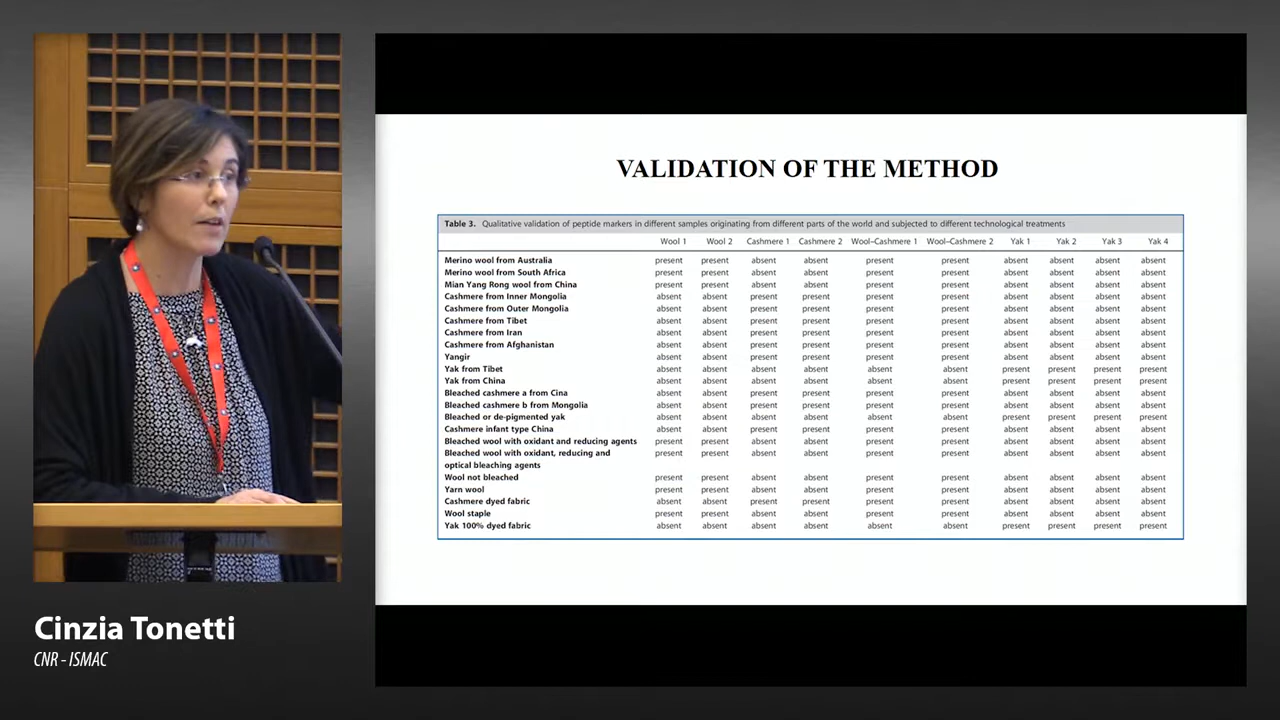 VALIDATION OF THE METHOD
Table 3. Qualitative validation of peptide markers in different samples originating from different parts of the world and subjected to different technological treatments
Wool 1 Wool 2 Cashmere 1 Cashmere 2 Wool–Cashmere 1 Wool–Cashmere 2 Yak 1 Yak 2 Yak 3 Yak 4
Merino wool from Australia present present absent absent present present absent absent absent absent
Merino wool from South Africa present present absent absent present present absent absent absent absent
Mian Yang Rong wool from China present present absent absent present present absent absent absent absent
Cashmere from Inner Mongolia absent absent present present present present absent absent absent absent
Cashmere from Outer Mongolia absent absent present present present present absent absent absent absent
Cashmere from Tibet absent absent present present present present absent absent absent absent
Cashmere from Iran absent absent present present present present absent absent absent absent
Cashmere from Afghanistan absent absent present present present present absent absent absent absent
Yangir absent absent present present present present absent absent absent absent
Yak from Tibet absent absent absent absent absent absent present present present present
Yak from China absent absent absent absent absent absent present present present present
Bleached cashmere a from Cina absent absent present present present present absent absent absent absent
Bleached cashmere b from Mongolia absent absent present present present present absent absent absent absent
Bleached or de-pigmented yak absent absent absent absent absent absent present present present present
Cashmere infant type China absent absent present present present present absent absent absent absent
Bleached wool with oxidant and reducing agents present present absent absent present present absent absent absent absent
Bleached wool with oxidant, reducing and present present absent absent present present absent absent absent absent
optical bleaching agents
Wool not bleached present present absent absent present present absent absent absent absent
Yarn wool present present absent absent present present absent absent absent absent
Cashmere dyed fabric absent absent present present present present absent absent absent absent
Wool staple present present absent absent present present absent absent absent absent
Yak 100% dyed fabric absent absent absent absent absent absent present present present present
Cinzia Tonetti
CNR - ISMAC